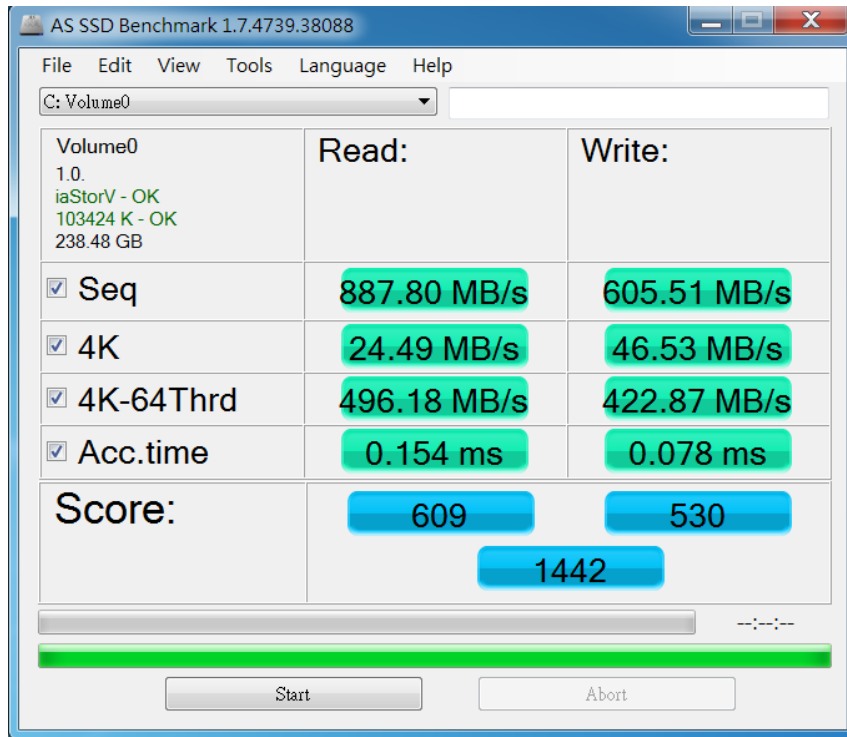 AS SSD Benchmark 1.7.4739.38088
File Edit View Tools Language Help
C: Volume0
Volume0
1.0.
iaStorV - OK
103424 K - OK
238.48 GB
Read: Write:
Seq 887.80 MB/s 605.51 MB/s
4K 24.49 MB/s 46.53 MB/s
4K-64Thrd 496.18 MB/s 422.87 MB/s
Acc.time 0.154 ms 0.078 ms
Score: 609 530
1442
--:--:--
Start Abort